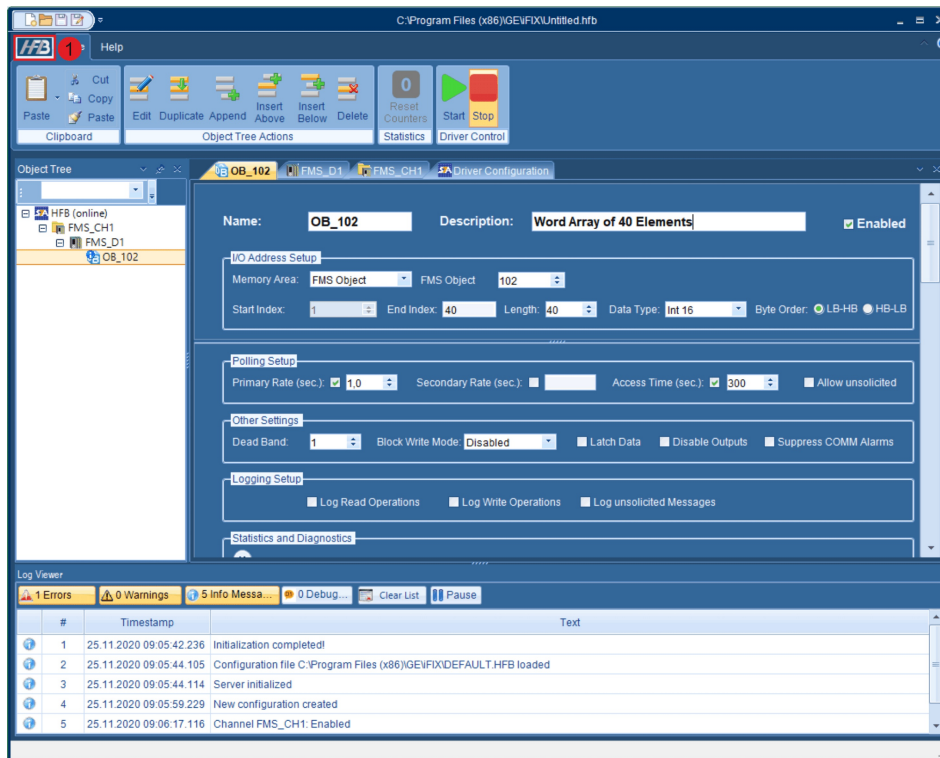 C:\Program Files (x86)\GE\iFIX\Untitled.hfb
HFB 1 Help
Cut
Copy
Paste
Paste
Edit Duplicate Append Insert Above Insert Below Delete
0
Reset Counters
Start Stop
Clipboard Object Tree Actions Statistics Driver Control
Object Tree
OB_102 FMS_D1 FMS_CH1 Driver Configuration
HFB (online)
FMS_CH1
FMS_D1
OB_102
Name: OB_102 Description: Word Array of 40 Elements Enabled
I/O Address Setup
Memory Area: FMS Object FMS Object 102
Start Index: 1 End Index: 40 Length: 40 Data Type: Int 16 Byte Order: LB-HB HB-LB
Polling Setup
Primary Rate (sec.): 1,0 Secondary Rate (sec.): Access Time (sec.): 300 Allow unsolicited
Other Settings
Dead Band: 1 Block Write Mode: Disabled Latch Data Disable Outputs Suppress COMM Alarms
Logging Setup
Log Read Operations Log Write Operations Log unsolicited Messages
Statistics and Diagnostics
Log Viewer
1 Errors 0 Warnings 5 Info Messa... 0 Debug... Clear List Pause
# Timestamp Text
1 25.11.2020 09:05:42.236 Initialization completed!
2 25.11.2020 09:05:44.105 Configuration file C:\Program Files (x86)\GE\iFIX\DEFAULT.HFB loaded
3 25.11.2020 09:05:44.114 Server initialized
4 25.11.2020 09:05:59.229 New configuration created
5 25.11.2020 09:06:17.116 Channel FMS_CH1: Enabled